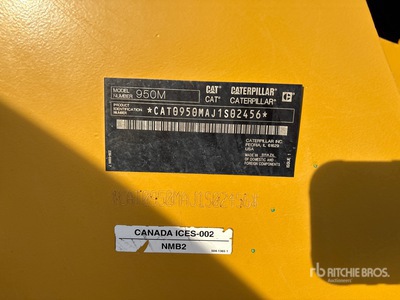 MODEL NUMBER 950M
CAT® CATERPILLAR®
CAT® CATERPILLAR®
PRODUCT IDENTIFICATION NUMBER
*CAT0950MAJ1S02456*
CATERPILLAR INC.
PEORIA, IL 61629
USA
MADE IN BRAZIL
OF DOMESTIC AND
FOREIGN COMPONENTS
CANADA ICES-002
NMB2
rb RITCHIE BROS.